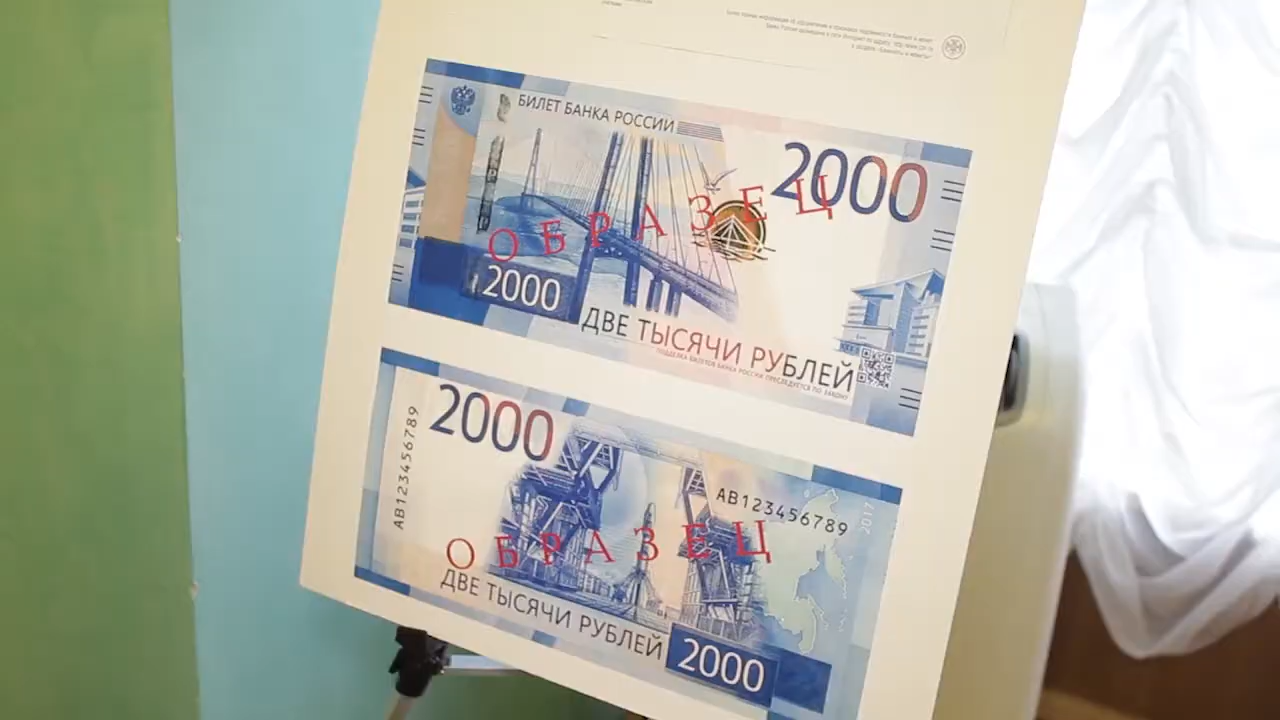 БИЛЕТ БАНКА РОССИИ
2000
ОБРАЗЕЦ
2000
ДВЕ ТЫСЯЧИ РУБЛЕЙ
ПОДДЕЛКА БИЛЕТОВ БАНКА РОССИИ ПРЕСЛЕДУЕТСЯ ПО ЗАКОНУ
2000
АВ123456789
АВ123456789
2017
ОБРАЗЕЦ
ДВЕ ТЫСЯЧИ РУБЛЕЙ
2000